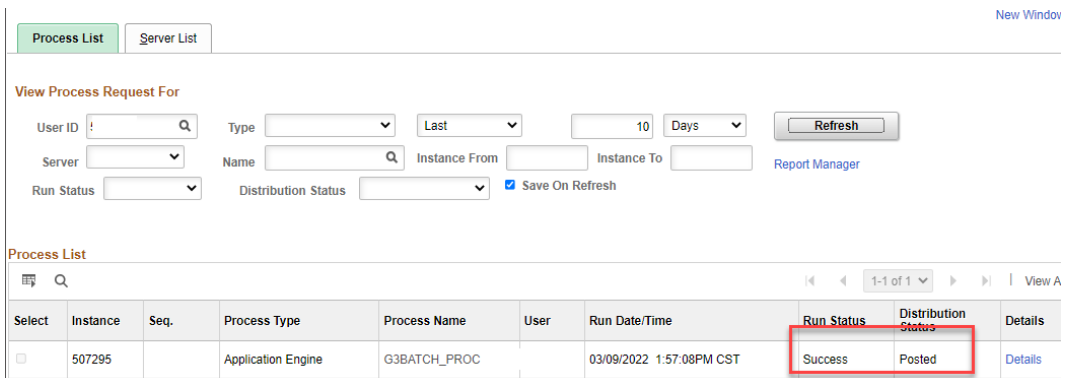 New Window
Process List Server List
View Process Request For
User ID Type Last 10 Days Refresh
Server Name Instance From Instance To Report Manager
Run Status Distribution Status Save On Refresh
Process List
1-1 of 1 View A
Select Instance Seq. Process Type Process Name User Run Date/Time Run Status Distribution Status Details
507295 Application Engine G3BATCH_PROC 03/09/2022 1:57:08PM CST Success Posted Details